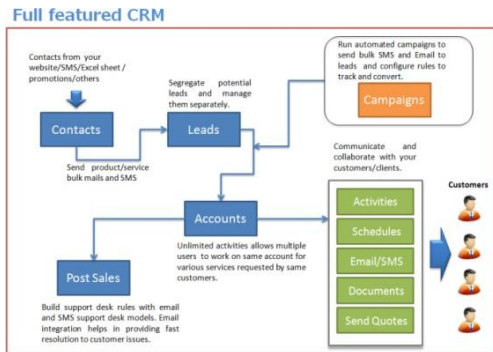 Full featured CRM
Contacts from your
website/SMS/Excel sheet /
promotions/others
Contacts
Send product/service
bulk mails and SMS
Segregate potential
leads and manage
them separately.
Leads
Run automated campaigns to
send bulk SMS and Email to
leads and configure rules to
track and convert.
Campaigns
Communicate and
collaborate with your
customers/clients.
Accounts
Unlimited activities allows multiple
users to work on same account for
various services requested by same
customers.
Post Sales
Build support desk rules with email
and SMS support desk models. Email
integration helps in providing fast
resolution to customer issues.
Activities
Schedules
Email/SMS
Documents
Send Quotes
Customers